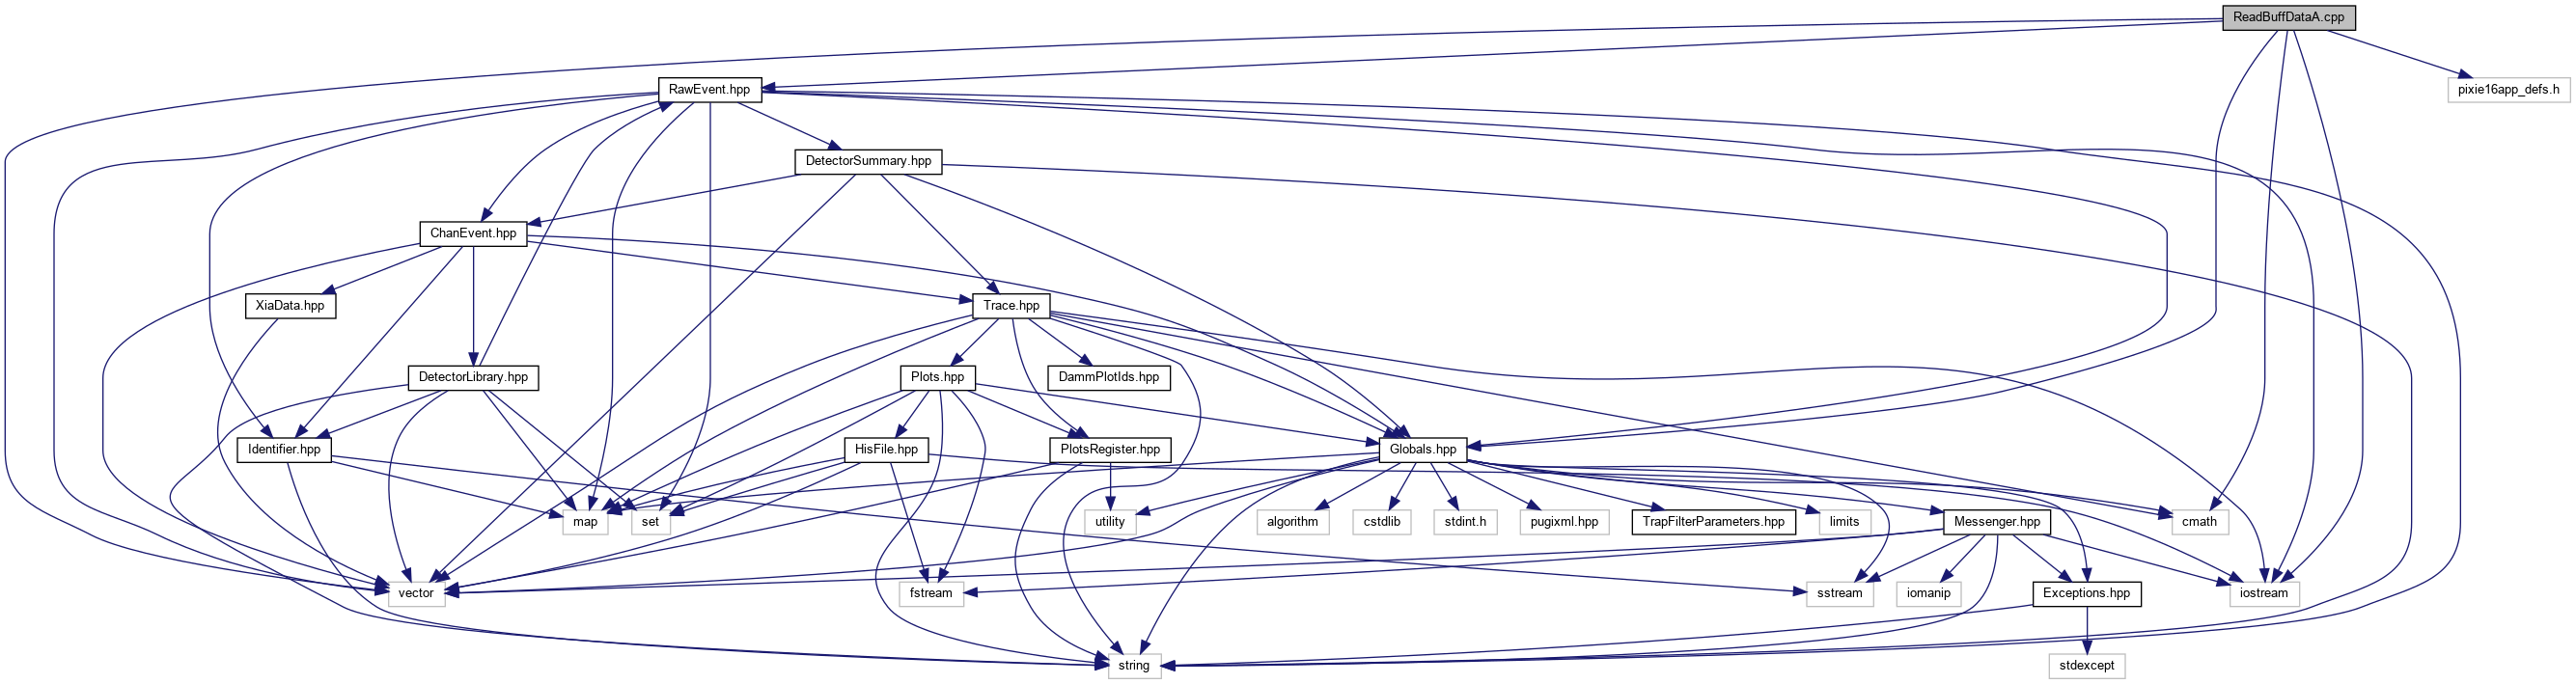 ReadBuffDataA.cpp
RawEvent.hpp
pixie16app_defs.h
DetectorSummary.hpp
ChanEvent.hpp
XiaData.hpp
Trace.hpp
DetectorLibrary.hpp
Plots.hpp
DammPlotIds.hpp
Identifier.hpp
HisFile.hpp
PlotsRegister.hpp
Globals.hpp
map
set
utility
algorithm
cstdlib
stdint.h
pugixml.hpp
TrapFilterParameters.hpp
limits
Messenger.hpp
cmath
vector
fstream
sstream
iomanip
Exceptions.hpp
iostream
string
stdexcept